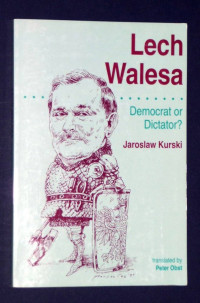 Lech
Walesa
Democrat or
Dictator?
Jaroslaw Kurski
translated by
Peter Obst